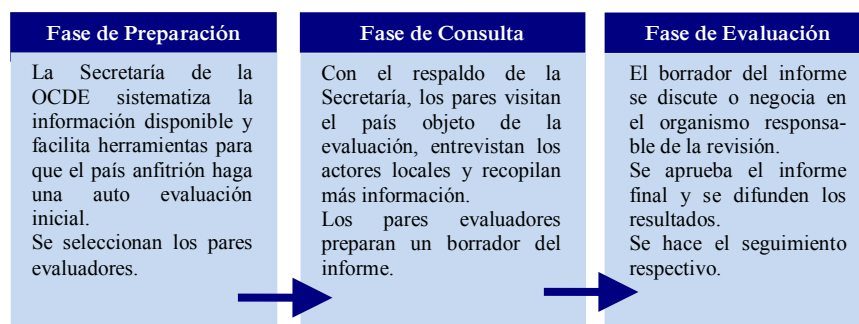 Fase de Preparación
La Secretaría de la
OCDE sistematiza la
información disponible y
facilita herramientas para
que el país anfitrión haga
una auto evaluación
inicial.
Se seleccionan los pares
evaluadores.
Fase de Consulta
Con el respaldo de la
Secretaría, los pares visitan
el país objeto de la
evaluación, entrevistan los
actores locales y recopilan
más información.
Los pares evaluadores
preparan un borrador del
informe.
Fase de Evaluación
El borrador del informe
se discute o negocia en
el organismo responsa-
ble de la revisión.
Se aprueba el informe
final y se difunden los
resultados.
Se hace el seguimiento
respectivo.